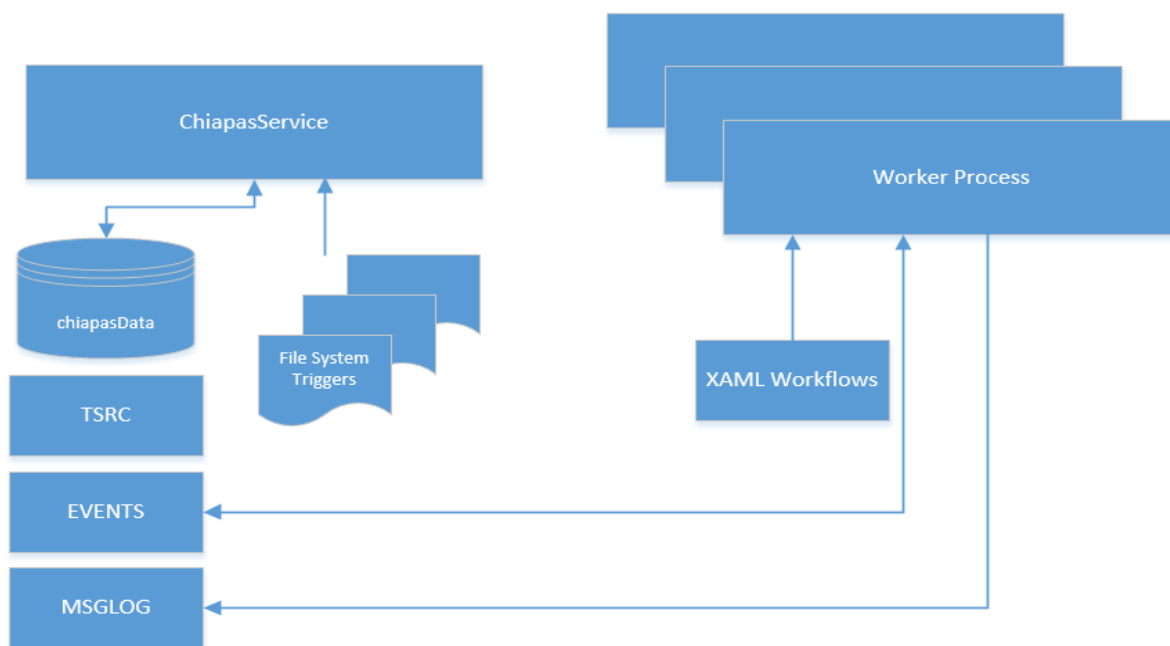 ChiapasService
Worker Process
chiapasData
File System
Triggers
XAML Workflows
TSRC
EVENTS
MSGLOG